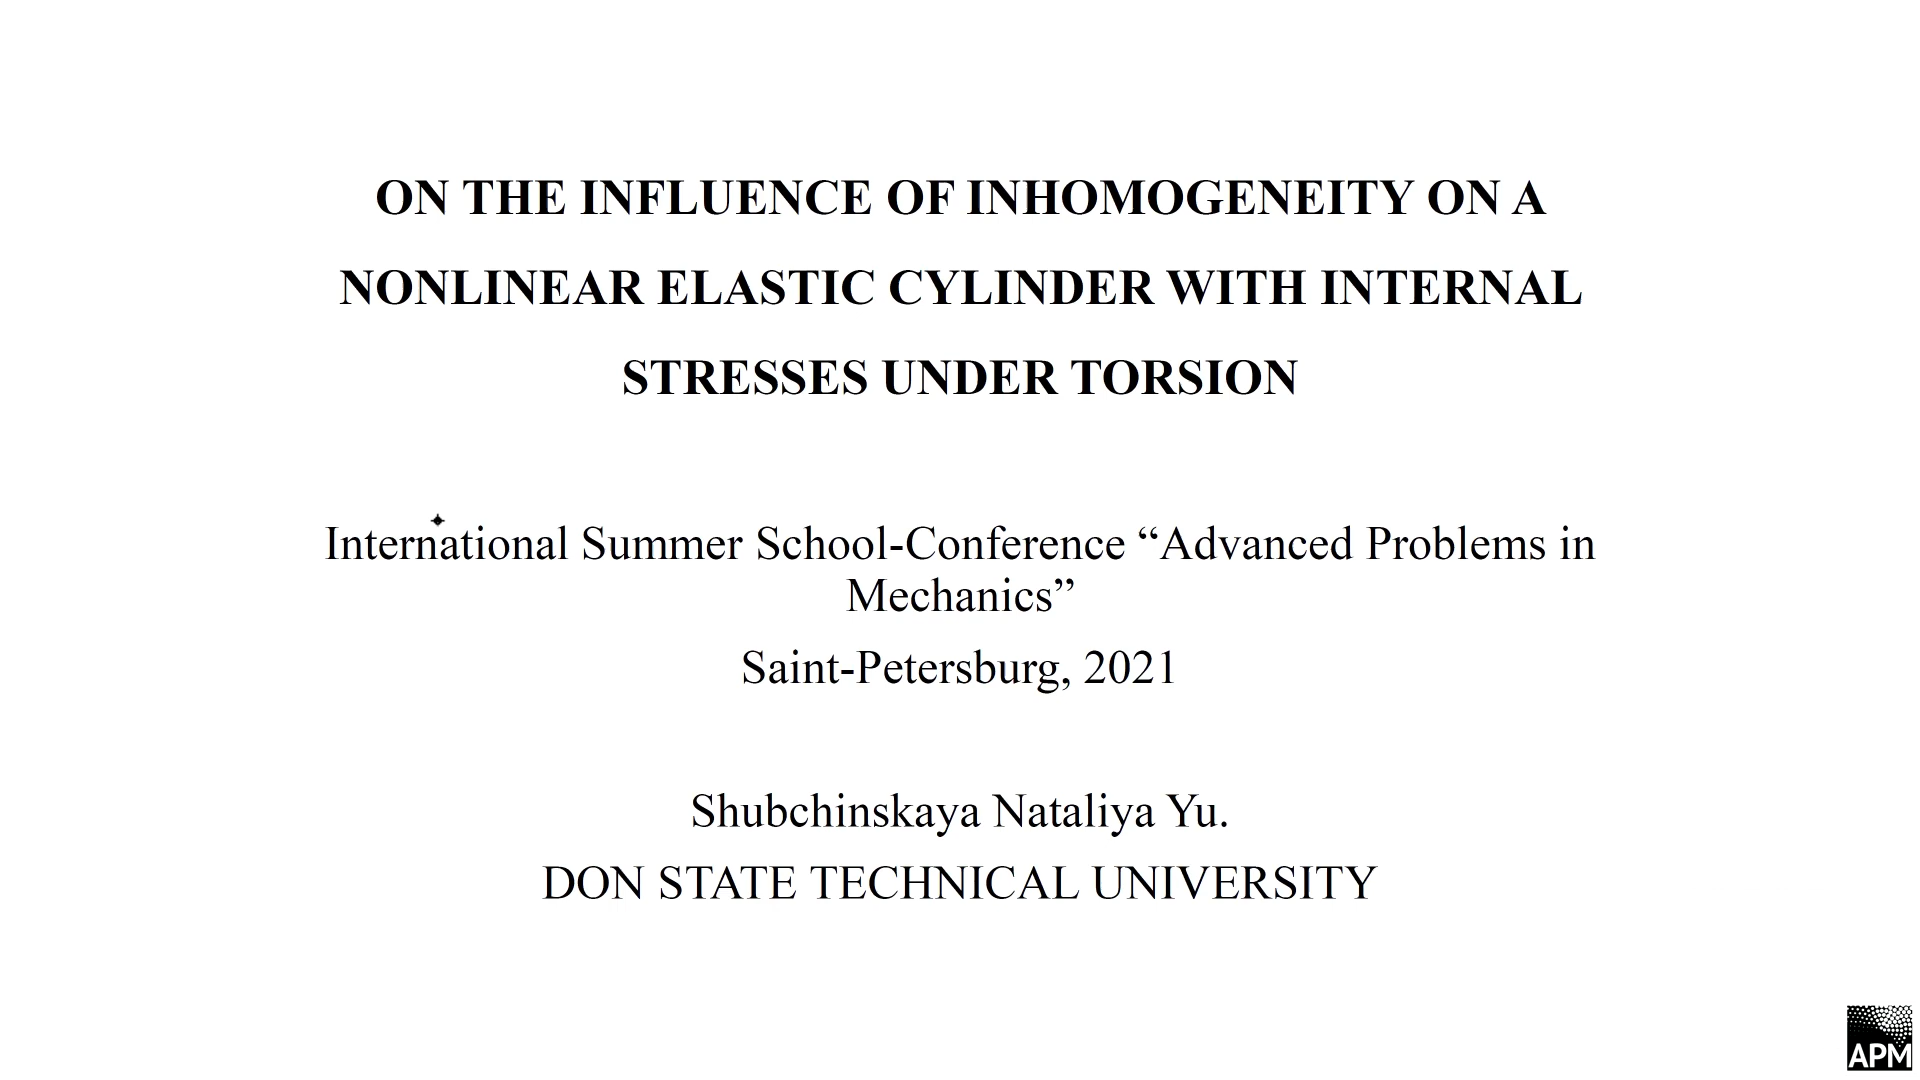 ON THE INFLUENCE OF INHOMOGENEITY ON A
NONLINEAR ELASTIC CYLINDER WITH INTERNAL
STRESSES UNDER TORSION
International Summer School-Conference “Advanced Problems in
Mechanics”
Saint-Petersburg, 2021
Shubchinskaya Nataliya Yu.
DON STATE TECHNICAL UNIVERSITY
APM